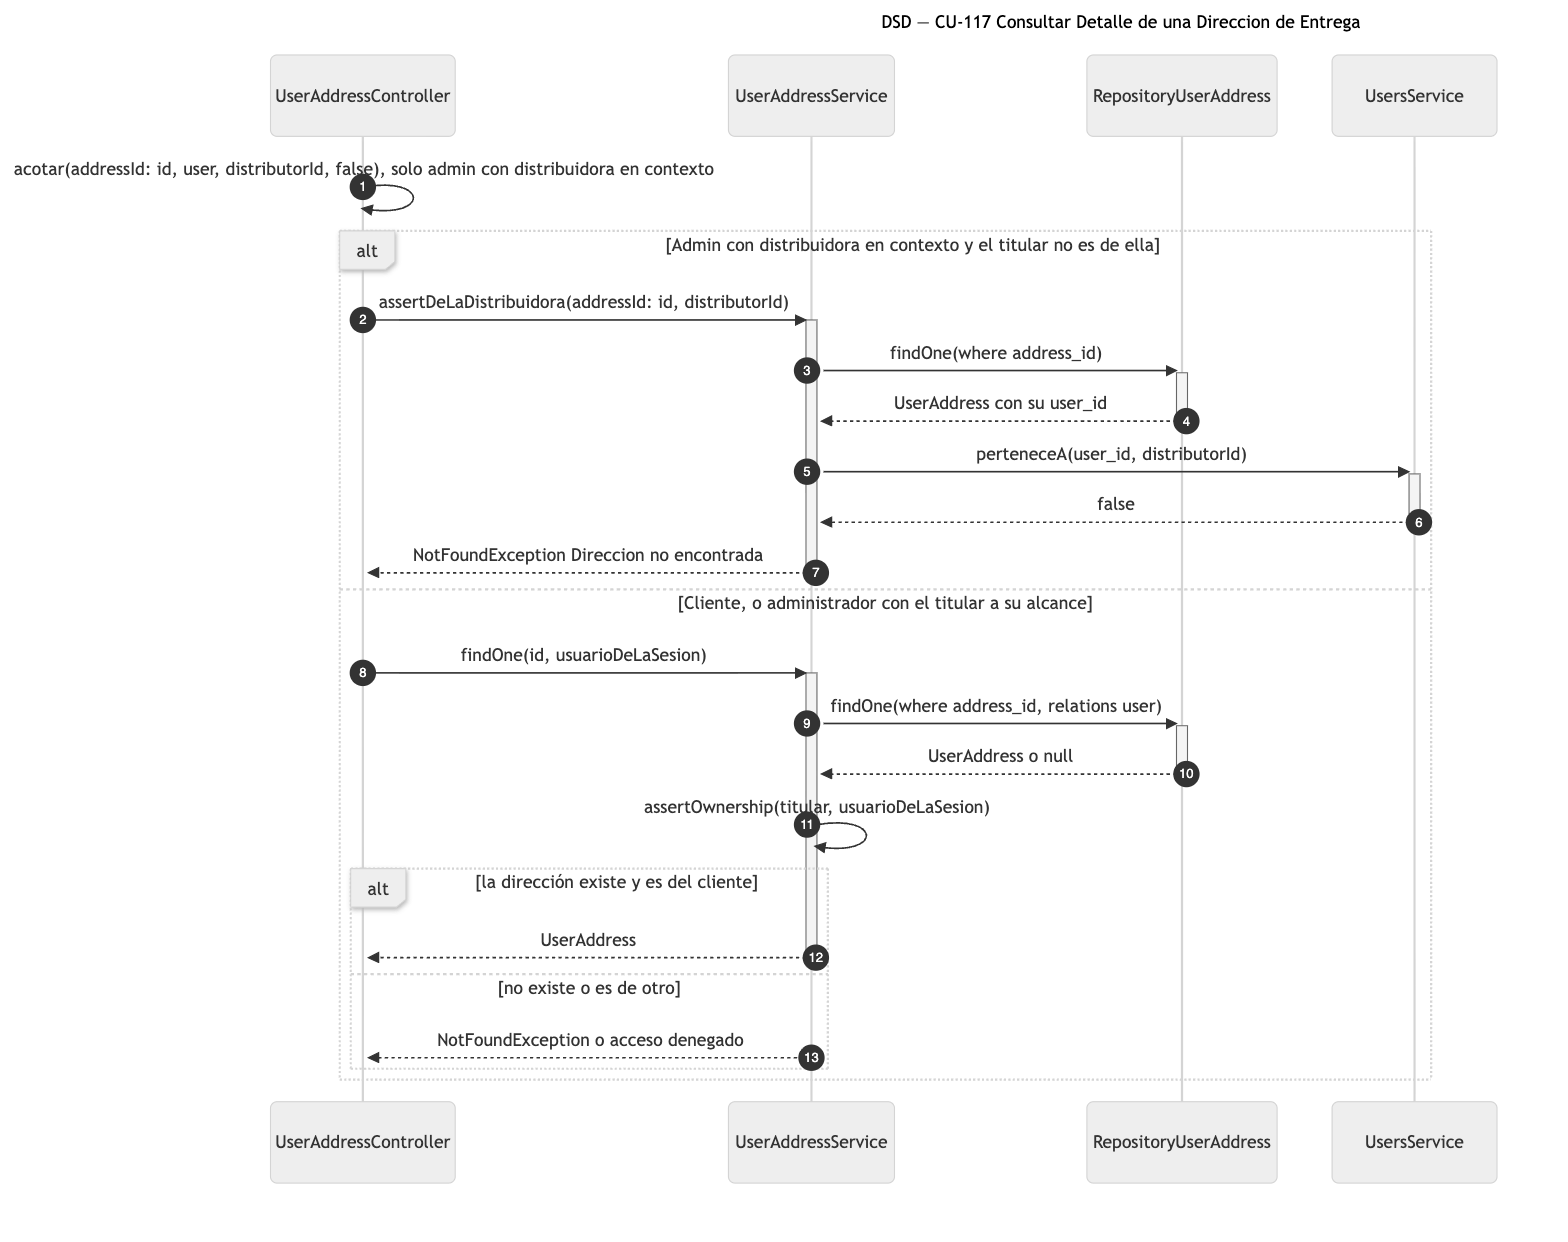 DSD — CU-117 Consultar Detalle de una Direccion de Entrega
UserAddressController
UserAddressService
RepositoryUserAddress
UsersService
acotar(addressId: id, user, distributorId, false), solo admin con distribuidora en contexto
1
alt
[Admin con distribuidora en contexto y el titular no es de ella]
assertDeLaDistribuidora(addressId: id, distributorId)
2
findOne(where address_id)
3
UserAddress con su user_id
4
perteneceA(user_id, distributorId)
5
false
6
NotFoundException Direccion no encontrada
7
[Cliente, o administrador con el titular a su alcance]
findOne(id, usuarioDeLaSesion)
8
findOne(where address_id, relations user)
9
UserAddress o null
10
assertOwnership(titular, usuarioDeLaSesion)
11
alt
[la dirección existe y es del cliente]
UserAddress
12
[no existe o es de otro]
NotFoundException o acceso denegado
13
UserAddressController
UserAddressService
RepositoryUserAddress
UsersService